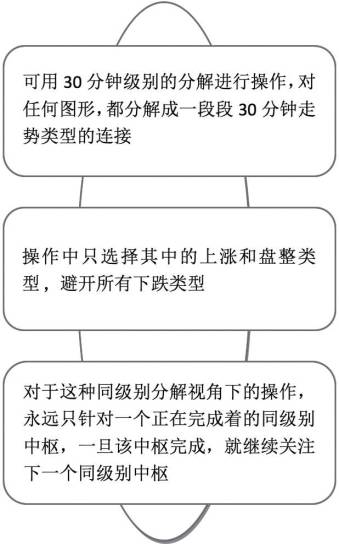 可用 30 分钟级别的分解进行操作，对
任何图形，都分解成一段段 30 分钟走
势类型的连接
操作中只选择其中的上涨和盘整类
型，避开所有下跌类型
对于这种同级别分解视角下的操作，
永远只针对一个正在完成着的同级别
中枢，一旦该中枢完成，就继续关注
下一个同级别中枢